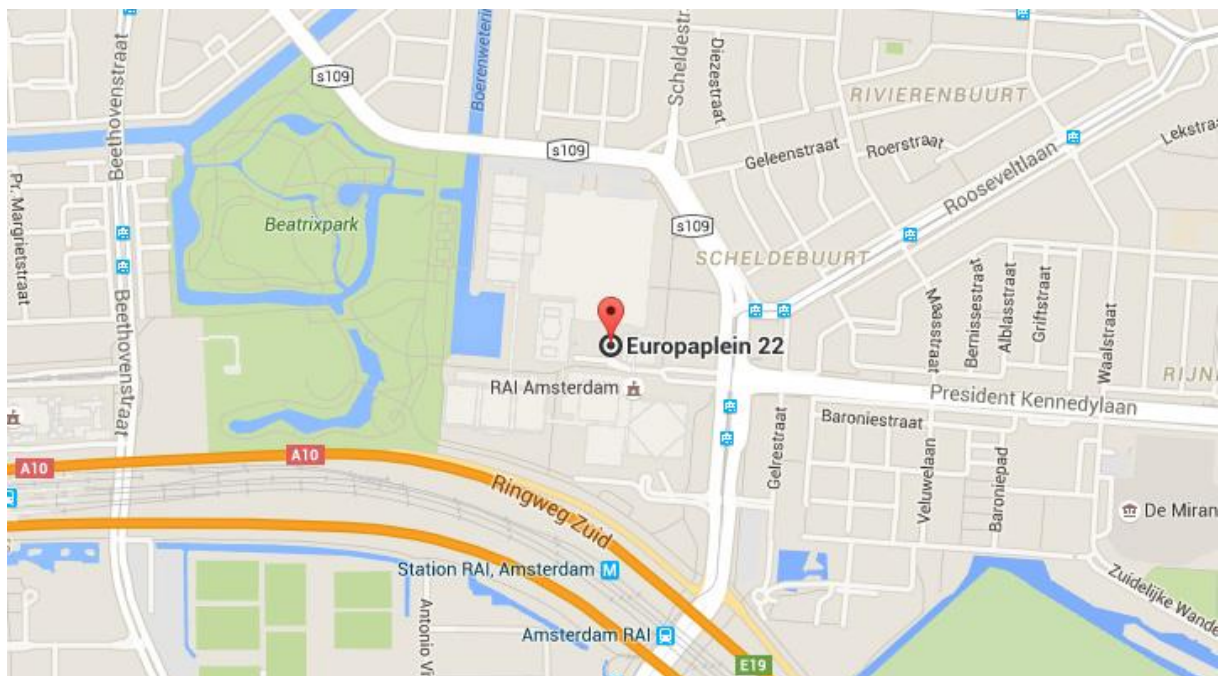 Beethovenstraat
s109
Boerenwetering
Scheldestr
Diezestraat
RIVIERENBUURT
Lekstraa
s109
Geleenstraat
Roerstraat
Rooseveltlaan
Pr. Margrietstraat
Beatrixpark
s109
SCHELDEBUURT
Beethovenstraat
Maasstraat
Bernissestraat
Alblasstraat
Griftstraat
Waalstraat
Europaplein 22
RAI Amsterdam
RIJN
President Kennedylaan
Baroniestraat
Gelrestraat
Veluwelaan
Baroniepad
A10
A10
Ringweg Zuid
De Miran
Station RAI, Amsterdam M
Zuidelijke Wande
Antonio Vi
Amsterdam RAI
E19